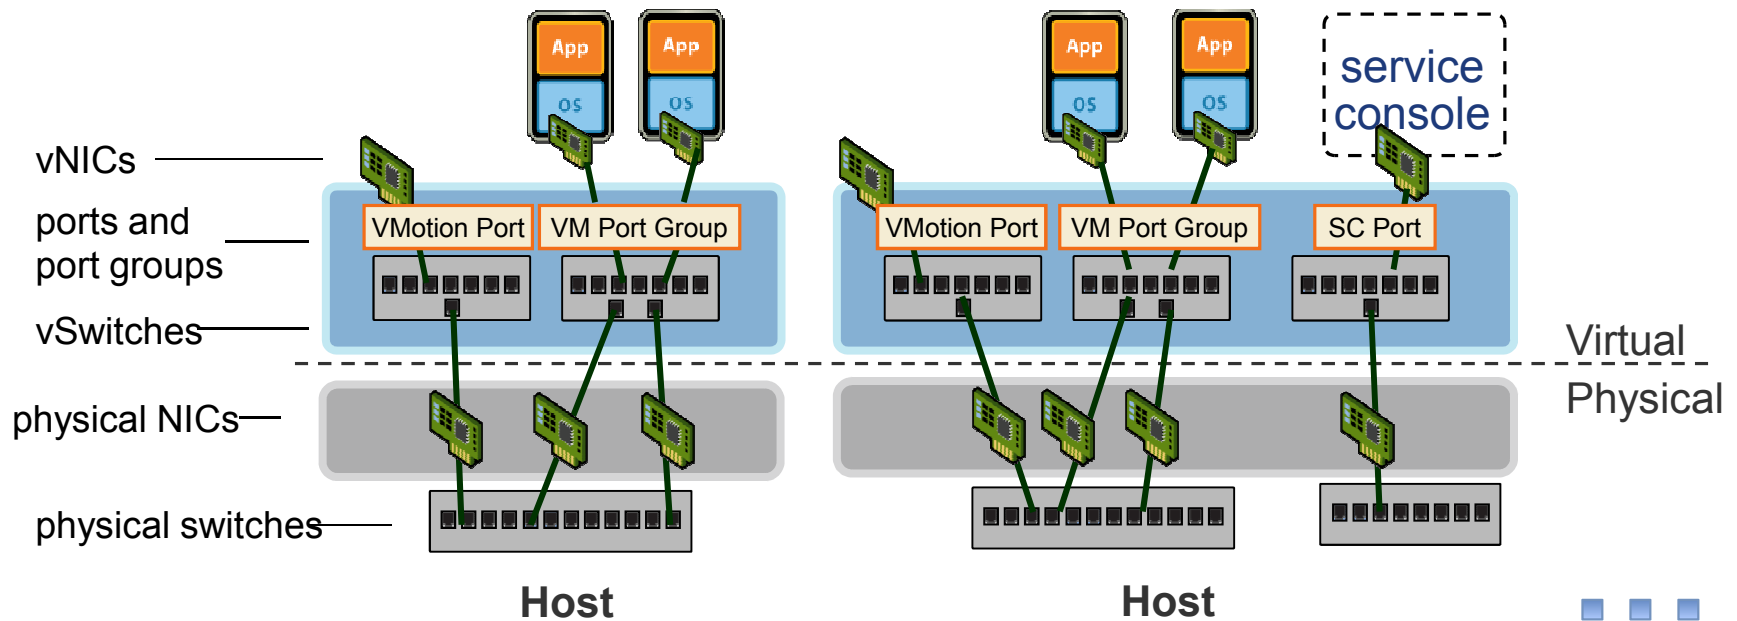 App
App
App
App
OS
OS
OS
OS
service
console
vNICs
ports and
port groups
VMotion Port
VM Port Group
VMotion Port
VM Port Group
SC Port
vSwitches
Virtual
Physical
physical NICs
physical switches
Host
Host